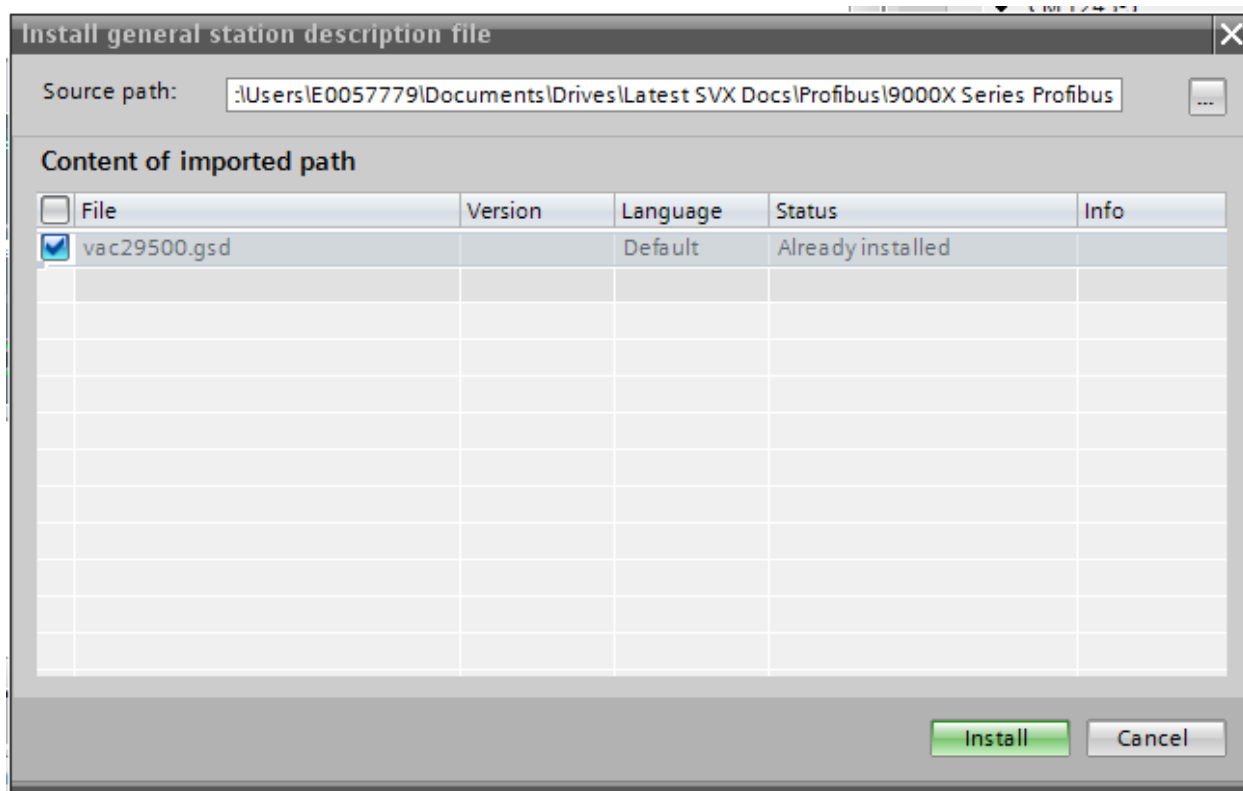 Install general station description file
Source path: :\Users\E0057779\Documents\Drives\Latest SVX Docs\Profibus\9000X Series Profibus ...
Content of imported path
File Version Language Status Info
vac29500.gsd Default Already installed
Install Cancel